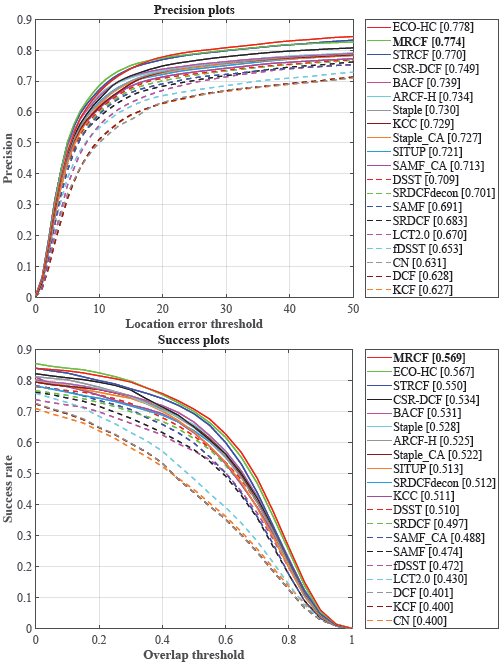 Precision plots
0.9
0.8
0.7
0.6
0.5
0.4
0.3
0.2
0.1
0
Precision
0 10 20 30 40 50
Location error threshold
ECO-HC [0.778]
MRCF [0.774]
STRCF [0.770]
CSR-DCF [0.749]
BACF [0.739]
ARCF-H [0.734]
Staple [0.730]
KCC [0.729]
Staple_CA [0.727]
SITUP [0.721]
SAMF_CA [0.713]
DSST [0.709]
SRDCFdecon [0.701]
SAMF [0.691]
SRDCF [0.683]
LCT2.0 [0.670]
fDSST [0.653]
CN [0.631]
DCF [0.628]
KCF [0.627]
Success plots
0.9
0.8
0.7
0.6
0.5
0.4
0.3
0.2
0.1
0
Success rate
0 0.2 0.4 0.6 0.8 1
Overlap threshold
MRCF [0.569]
ECO-HC [0.567]
STRCF [0.550]
CSR-DCF [0.534]
BACF [0.531]
Staple [0.528]
ARCF-H [0.525]
Staple_CA [0.522]
SITUP [0.513]
SRDCFdecon [0.512]
KCC [0.511]
DSST [0.510]
SRDCF [0.497]
SAMF_CA [0.488]
SAMF [0.474]
fDSST [0.472]
LCT2.0 [0.430]
DCF [0.401]
KCF [0.400]
CN [0.400]